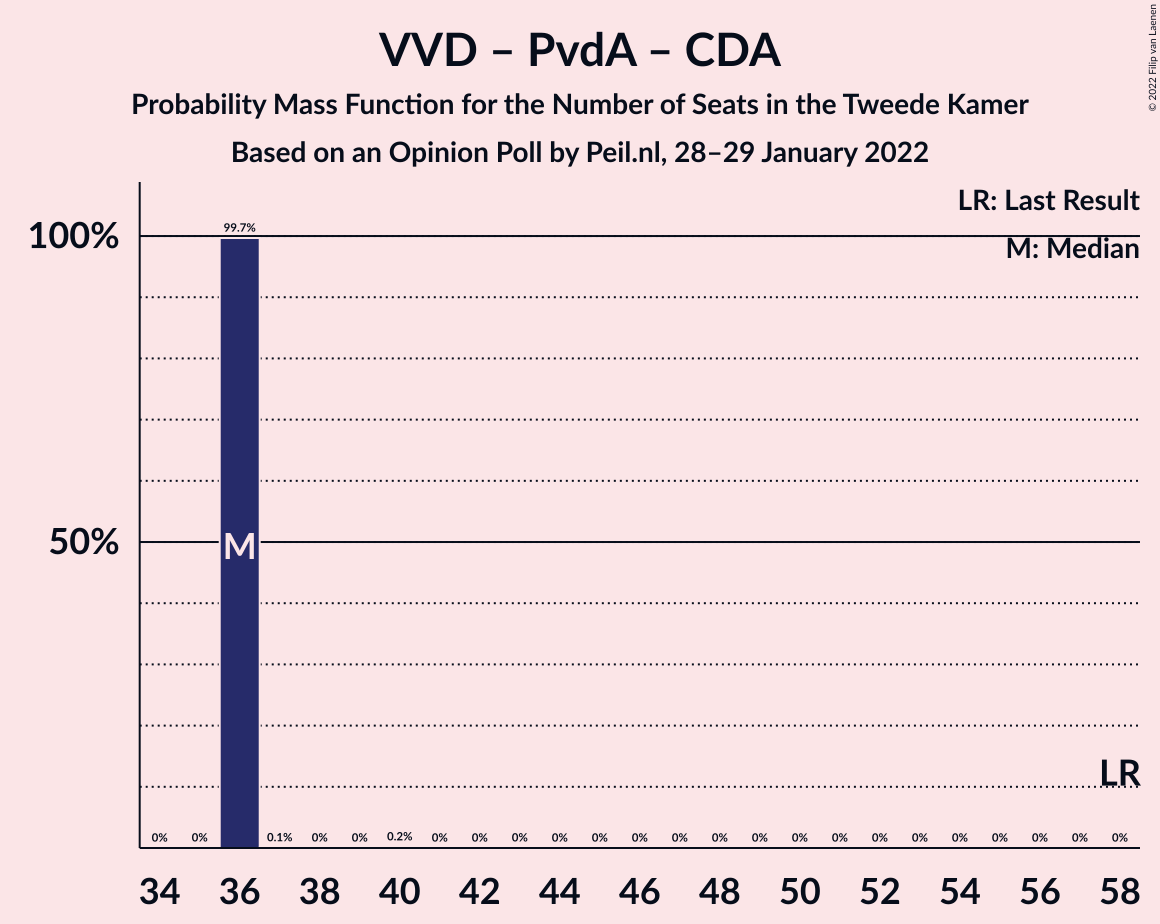 VVD – PvdA – CDA
Probability Mass Function for the Number of Seats in the Tweede Kamer
Based on an Opinion Poll by Peil.nl, 28–29 January 2022
© 2022 Filip van Laenen
LR: Last Result
M: Median
100%
50%
99.7%
M
LR
0% 0% 0.1% 0% 0% 0.2% 0% 0% 0% 0% 0% 0% 0% 0% 0% 0% 0% 0% 0% 0% 0% 0% 0% 0%
34 36 38 40 42 44 46 48 50 52 54 56 58